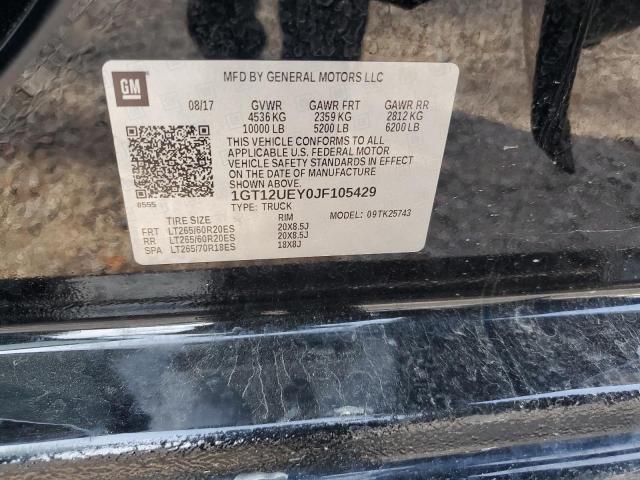 MFD BY GENERAL MOTORS LLC
GM
08/17 GVWR GAWR FRT GAWR RR
4536 KG 2359 KG 2812 KG
10000 LB 5200 LB 6200 LB
THIS VEHICLE CONFORMS TO ALL
APPLICABLE U.S. FEDERAL MOTOR
VEHICLE SAFETY STANDARDS IN EFFECT
ON THE DATE OF MANUFACTURE
SHOWN ABOVE.
0555 1GT12UEY0JF105429
TYPE: TRUCK
TIRE SIZE RIM MODEL: 09TK25743
FRT LT265/60R20ES 20X8.5J
RR LT265/60R20ES 20X8.5J
SPA LT265/70R18ES 18X8J